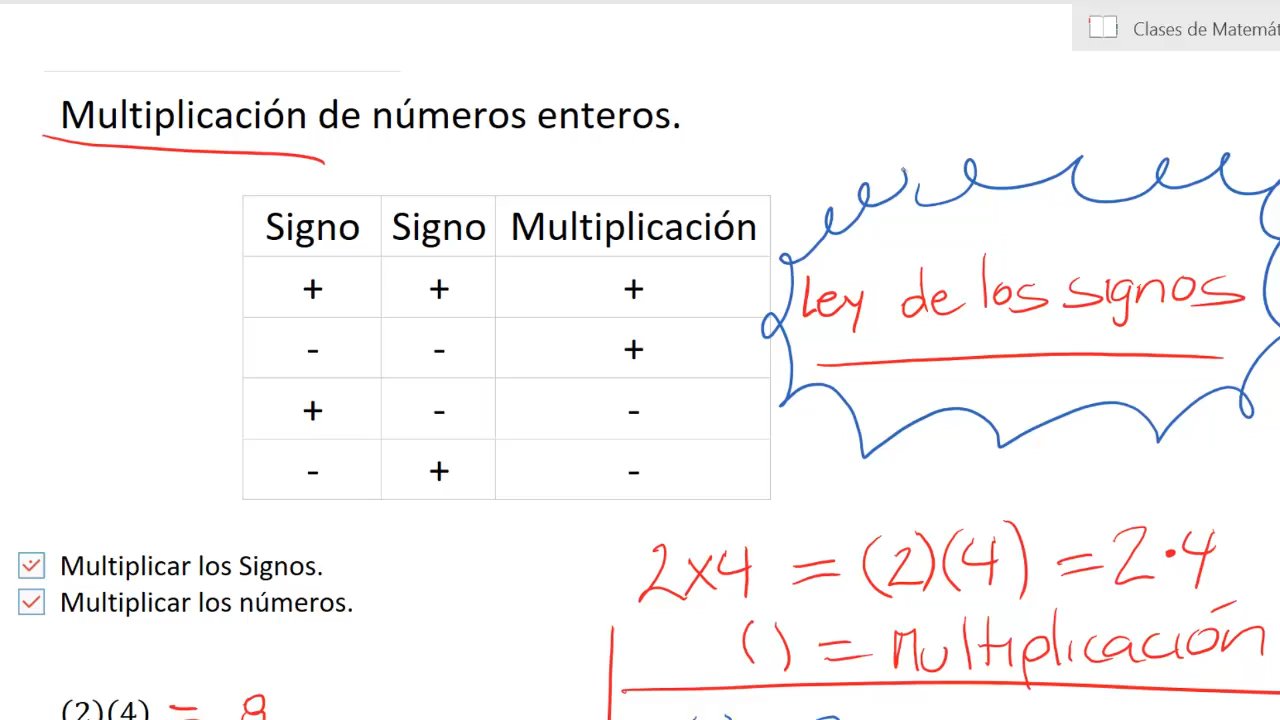 Clases de Matemát
Multiplicación de números enteros.
Signo Signo Multiplicación
+ + +
- - +
+ - -
- + -
Ley de los signos
Multiplicar los Signos.
Multiplicar los números.
2x4 = (2)(4) = 2·4
() = Multiplicación
(2)(4) = 8